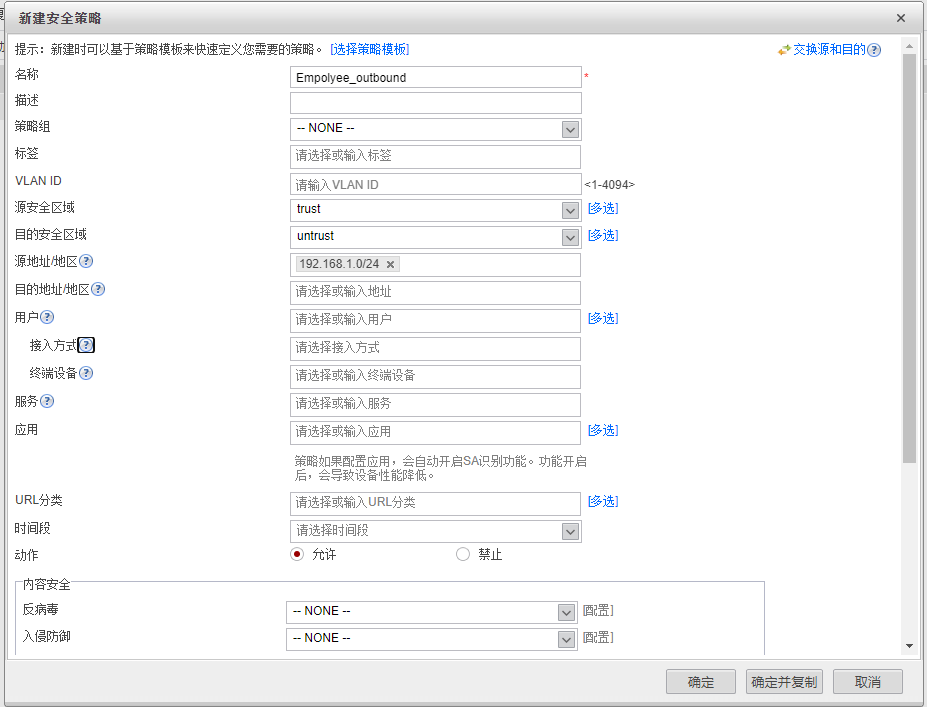 新建安全策略
提示：新建时可以基于策略模板来快速定义您需要的策略。 [选择策略模板] 交换源和目的
名称 Empolyee_outbound *
描述
策略组 -- NONE --
标签 请选择或输入标签
VLAN ID 请输入VLAN ID <1-4094>
源安全区域 trust [多选]
目的安全区域 untrust [多选]
源地址/地区 192.168.1.0/24
目的地址/地区 请选择或输入地址
用户 请选择或输入用户 [多选]
接入方式 请选择接入方式
终端设备 请选择或输入终端设备
服务 请选择或输入服务
应用 请选择或输入应用 [多选]
策略如果配置应用，会自动开启SA识别功能。功能开启
后，会导致设备性能降低。
URL分类 请选择或输入URL分类 [多选]
时间段 请选择时间段
动作 允许 禁止
内容安全
反病毒 -- NONE -- [配置]
入侵防御 -- NONE -- [配置]
确定 确定并复制 取消